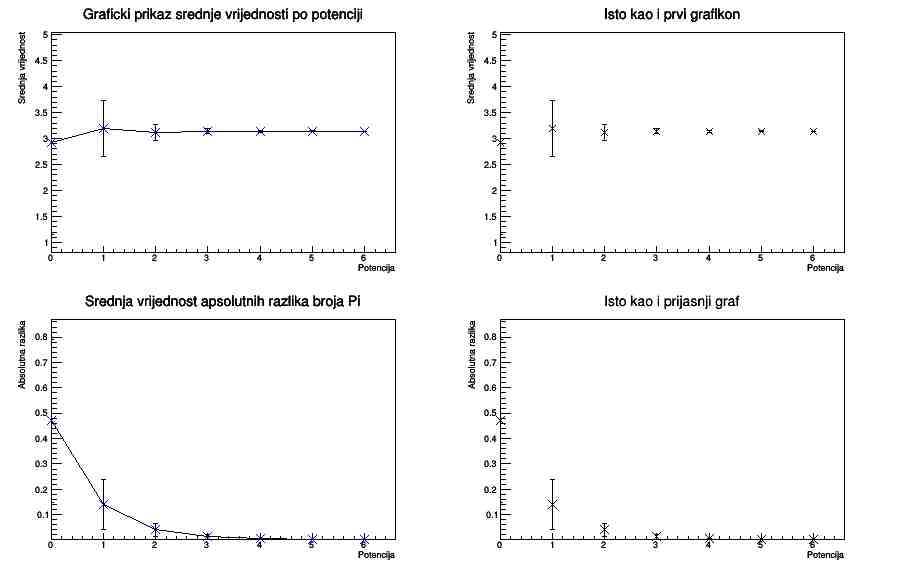 Graficki prikaz srednje vrijednosti po potenciji
Srednja vrijednost
5
4.5
4
3.5
3
2.5
2
1.5
1
0 1 2 3 4 5 6
Potencija
Isto kao i prvi grafikon
Srednja vrijednost
5
4.5
4
3.5
3
2.5
2
1.5
1
0 1 2 3 4 5 6
Potencija
Srednja vrijednost apsolutnih razlika broja Pi
Absolutna razlika
0.8
0.7
0.6
0.5
0.4
0.3
0.2
0.1
0 1 2 3 4 5 6
Potencija
Isto kao i prijasnji graf
Absolutna razlika
0.8
0.7
0.6
0.5
0.4
0.3
0.2
0.1
0 1 2 3 4 5 6
Potencija